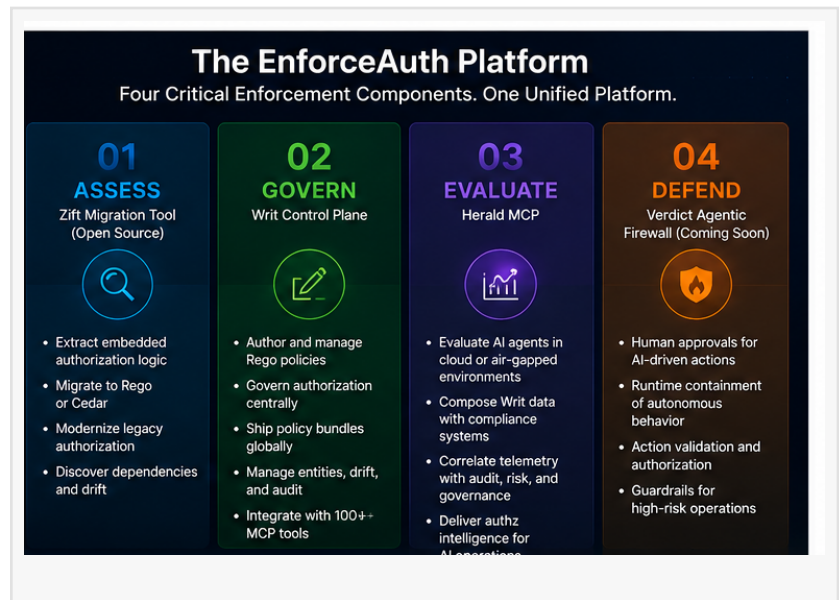 The EnforceAuth Platform
Four Critical Enforcement Components. One Unified Platform.
01
ASSESS
Zift Migration Tool
(Open Source)
• Extract embedded
authorization logic
• Migrate to Rego
or Cedar
• Modernize legacy
authorization
• Discover dependencies
and drift
02
GOVERN
Writ Control Plane
• Author and manage
Rego policies
• Govern authorization
centrally
• Ship policy bundles
globally
• Manage entities, drift,
and audit
• Integrate with 100++
MCP tools
03
EVALUATE
Herald MCP
• Evaluate AI agents in
cloud or air-gapped
environments
• Compose Writ data
with compliance
systems
• Correlate telemetry
with audit, risk, and
governance
• Deliver authz
intelligence for
AI operations
04
DEFEND
Verdict Agentic
Firewall (Coming Soon)
• Human approvals for
AI-driven actions
• Runtime containment
of autonomous
behavior
• Action validation and
authorization
• Guardrails for
high-risk operations